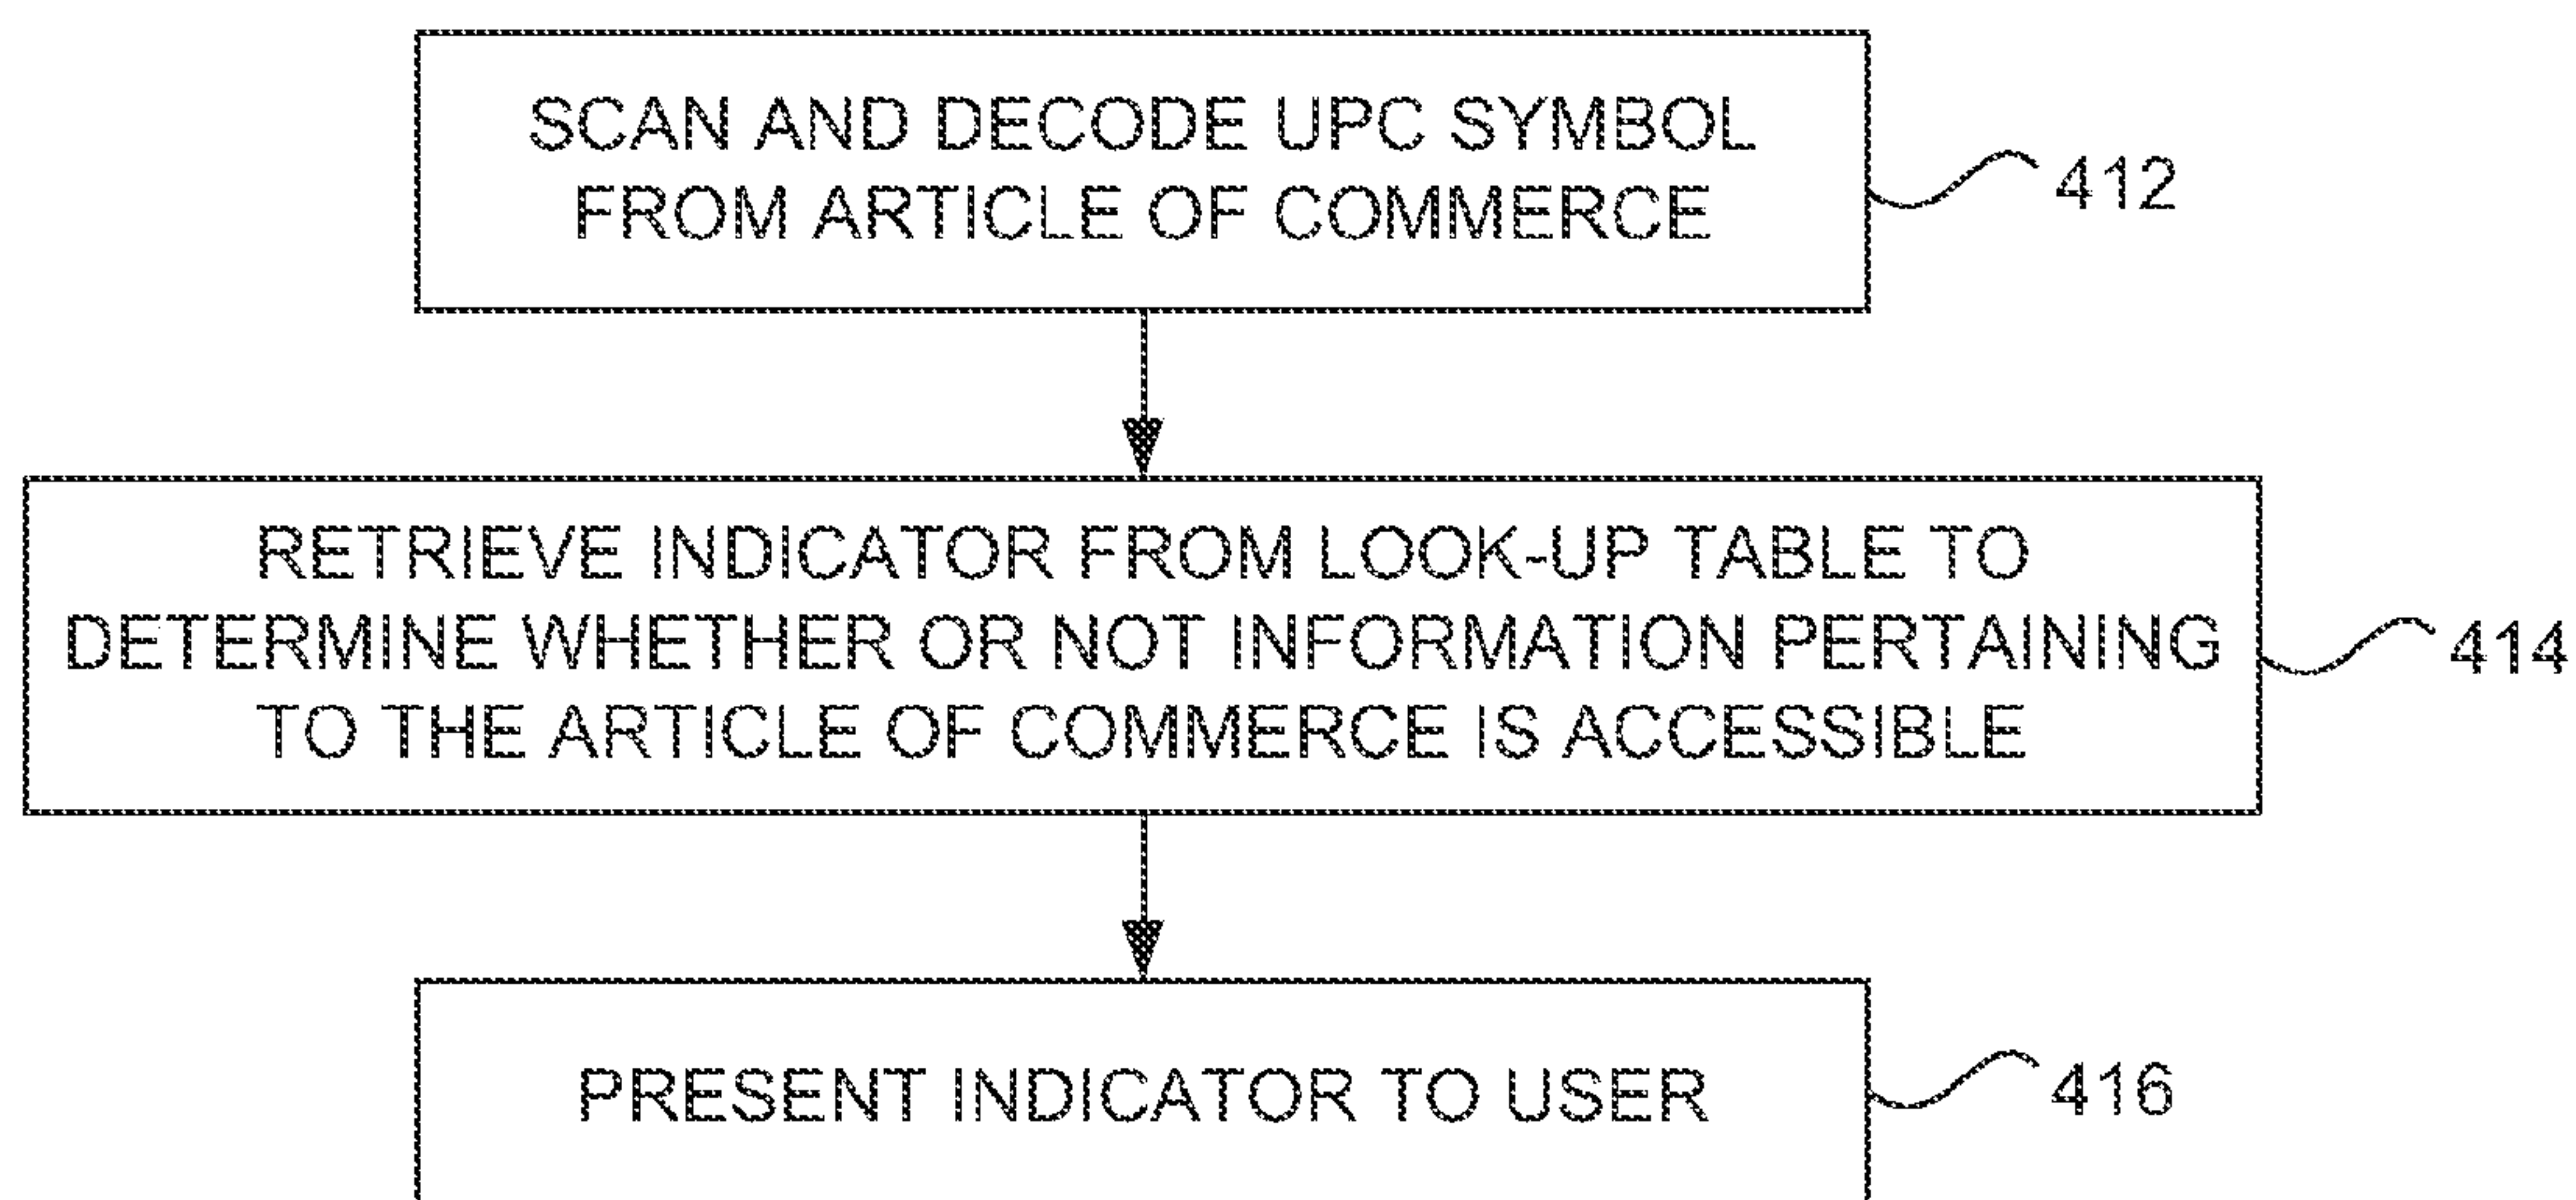 SCAN AND DECODE UPC SYMBOL
FROM ARTICLE OF COMMERCE
412
RETRIEVE INDICATOR FROM LOOK-UP TABLE TO
DETERMINE WHETHER OR NOT INFORMATION PERTAINING
TO THE ARTICLE OF COMMERCE IS ACCESSIBLE
414
PRESENT INDICATOR TO USER
416